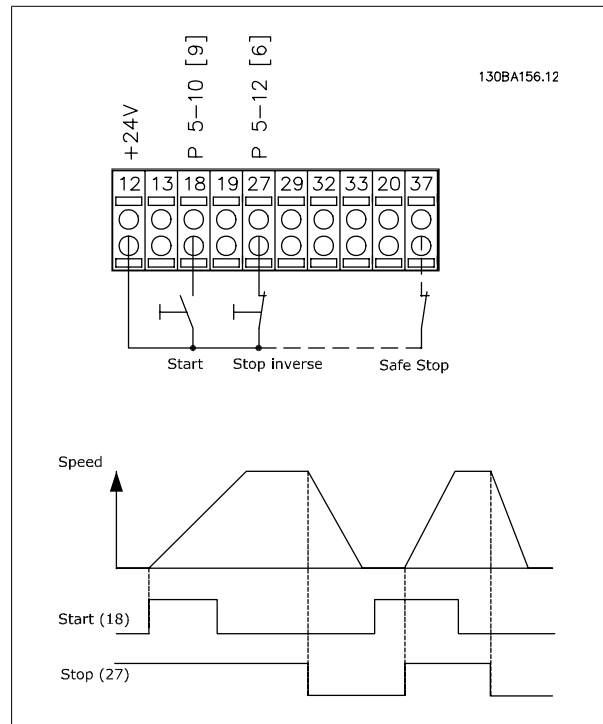 130BA156.12
+24V
P 5-10 [9]
P 5-12 [6]
12 13 18 19 27 29 32 33 20 37
Start Stop inverse Safe Stop
Speed
Start (18)
Stop (27)